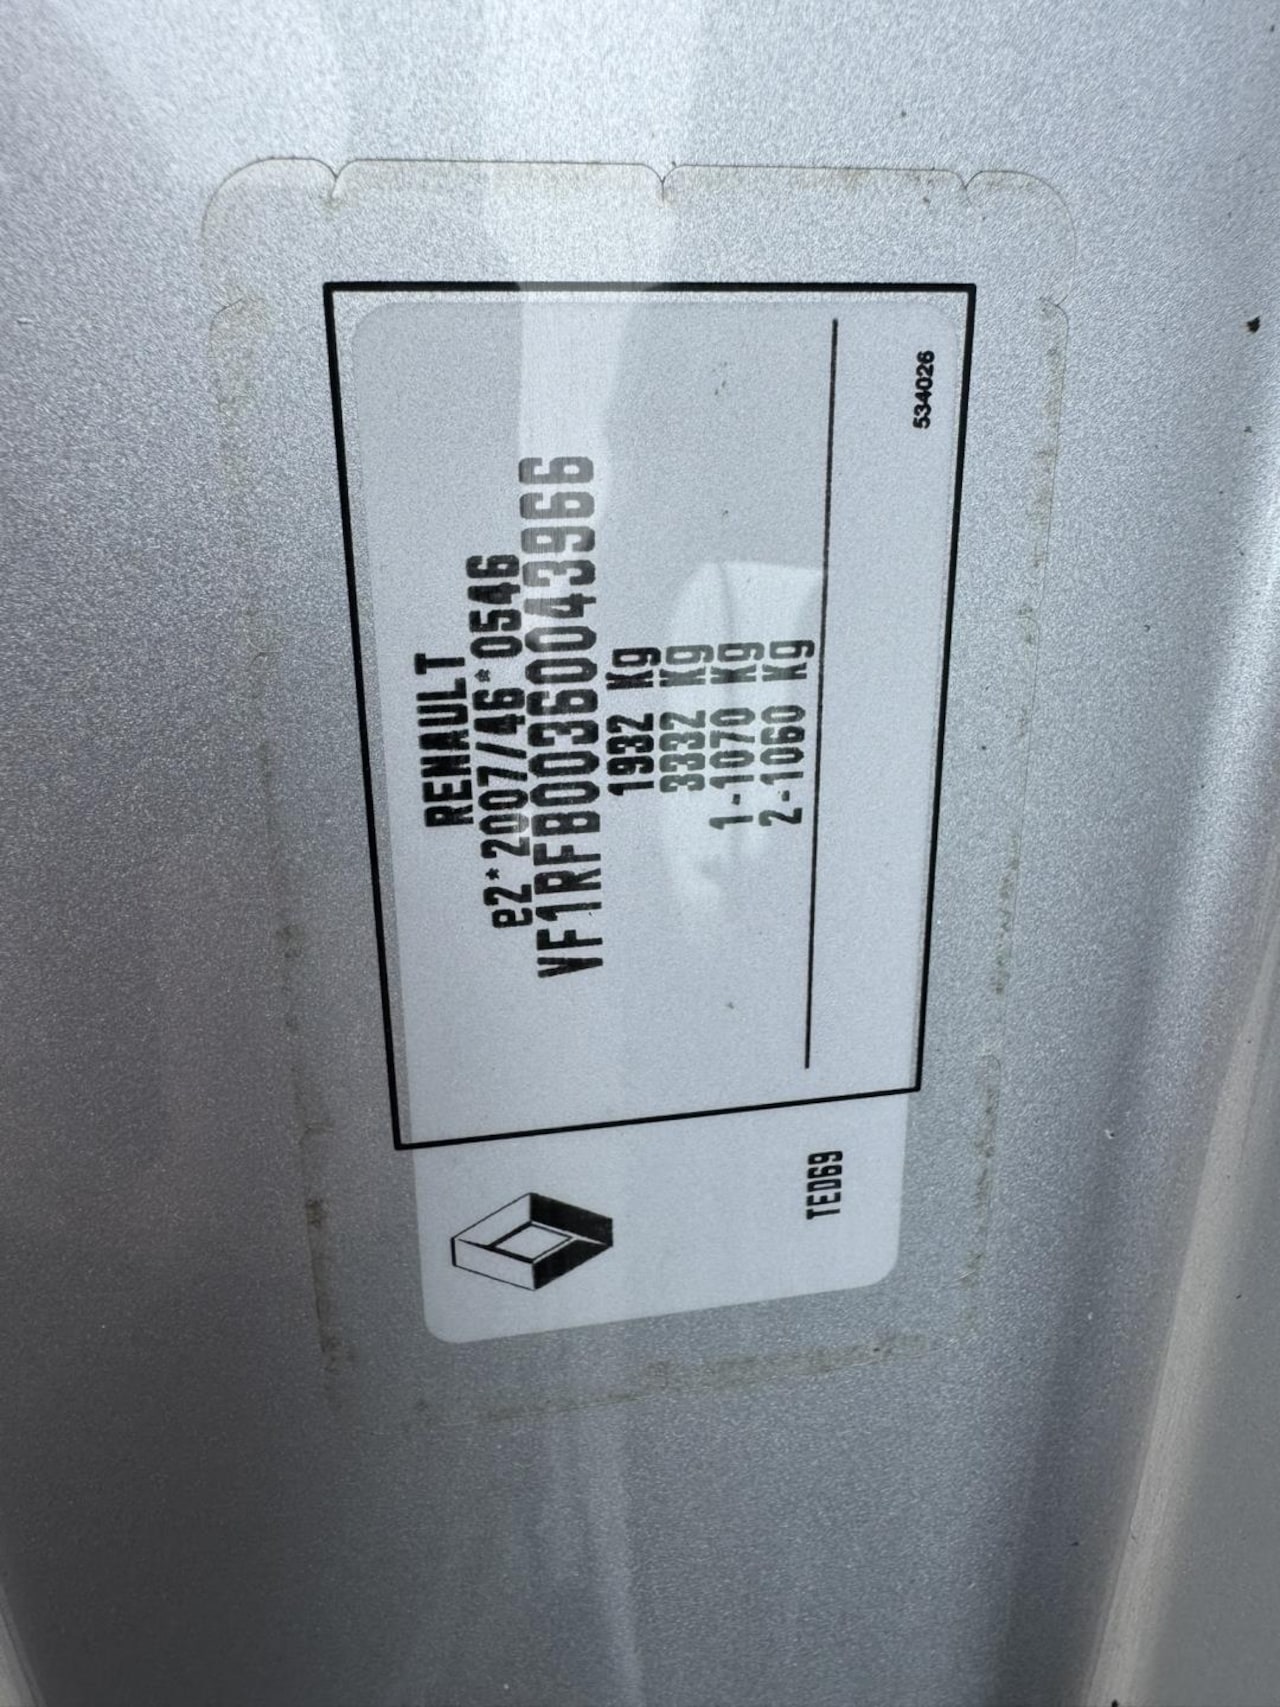 RENAULT
e2*2007/46*0546
VF1RFB00360043966
1932 Kg
3332 Kg
1-1070 Kg
2-1060 Kg
534026
TED69